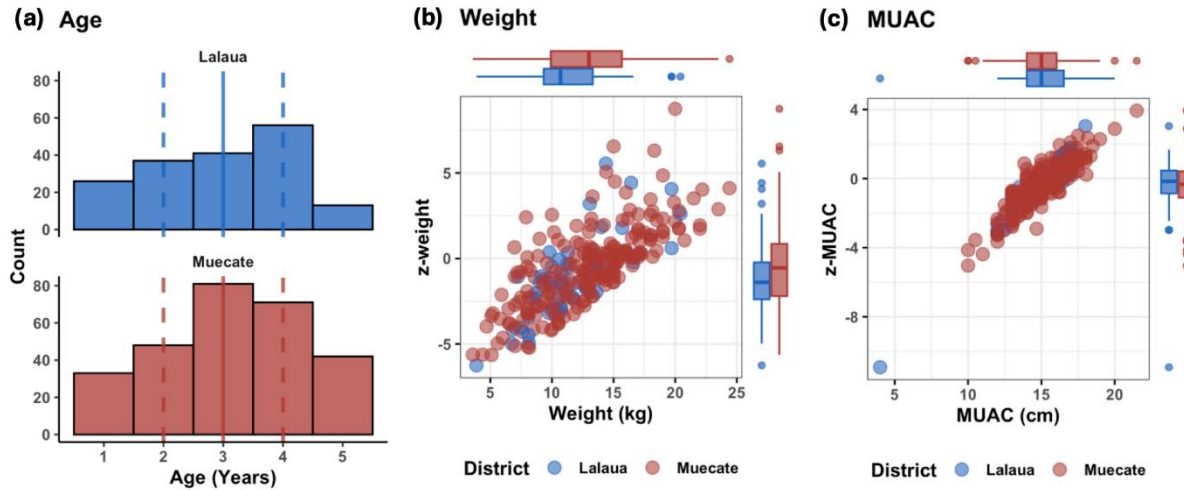 (a) Age
Lalaua
80
60
40
20
0
Muecate
80
60
40
20
0
Count
1 2 3 4 5
Age (Years)
(b) Weight
z-weight
5
0
-5
5 10 15 20 25
Weight (kg)
District Lalaua Muecate
(c) MUAC
z-MUAC
4
0
-4
-8
5 10 15 20
MUAC (cm)
District Lalaua Muecate